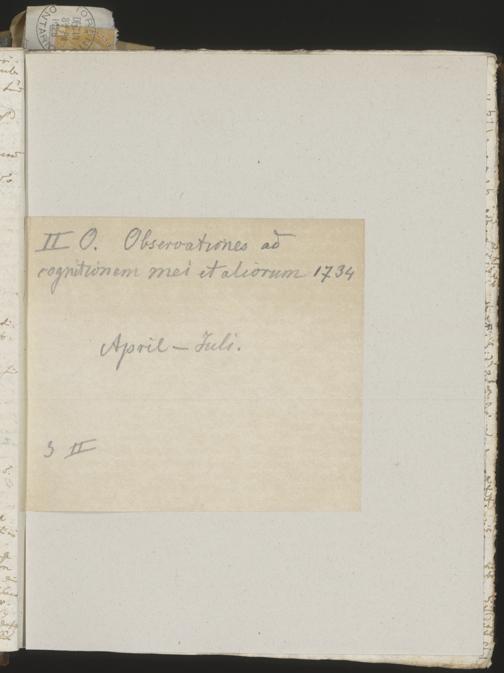 II O. Observationes ad
cognitionem mei et aliorum 1734
April – Juli.
3 II